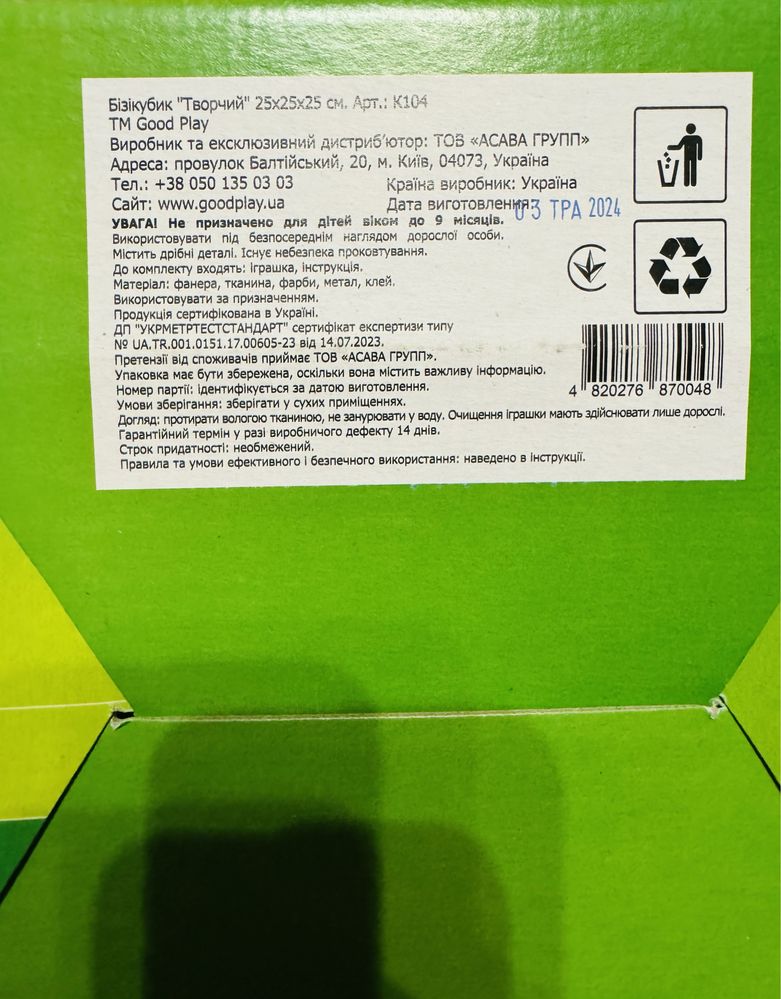 Бізікубик "Творчий" 25x25x25 см. Арт.: К104
ТМ Good Play
Виробник та ексклюзивний дистриб'ютор: ТОВ «АСАВА ГРУПП»
Адреса: провулок Балтійський, 20, м. Київ, 04073, Україна
Тел.: +38 050 135 03 03 Країна виробник: Україна
Сайт: www.goodplay.ua Дата виготовлення: 03 ТРА 2024
УВАГА! Не призначено для дітей віком до 9 місяців.
Використовувати під безпосереднім наглядом дорослої особи.
Містить дрібні деталі. Існує небезпека проковтування.
До комплекту входять: іграшка, інструкція.
Матеріал: фанера, тканина, фарби, метал, клей.
Використовувати за призначенням.
Продукція сертифікована в Україні.
ДП "УКРМЕТРТЕСТСТАНДАРТ" сертифікат експертизи типу
№ UA.TR.001.0151.17.00605-23 від 14.07.2023.
Претензії від споживачів приймає ТОВ «АСАВА ГРУПП».
Упаковка має бути збережена, оскільки вона містить важливу інформацію.
Номер партії: ідентифікується за датою виготовлення.
Умови зберігання: зберігати у сухих приміщеннях.
Догляд: протирати вологою тканиною, не занурювати у воду. Очищення іграшки мають здійснювати лише дорослі.
Гарантійний термін у разі виробничого дефекту 14 днів.
Строк придатності: необмежений.
Правила та умови ефективного і безпечного використання: наведено в інструкції.
4 820276 870048